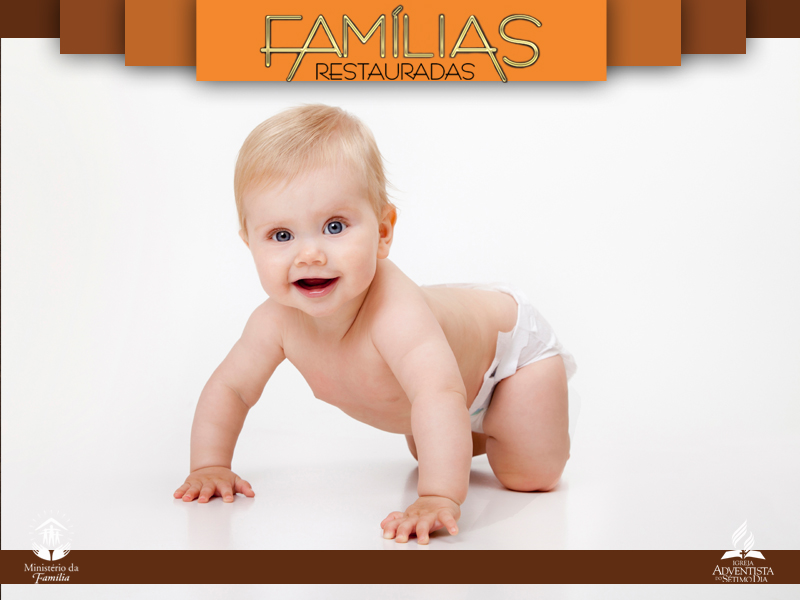 FAMÍLIAS
RESTAURADAS
Ministério da
Família
IGREJA
ADVENTISTA
DO SÉTIMO DIA